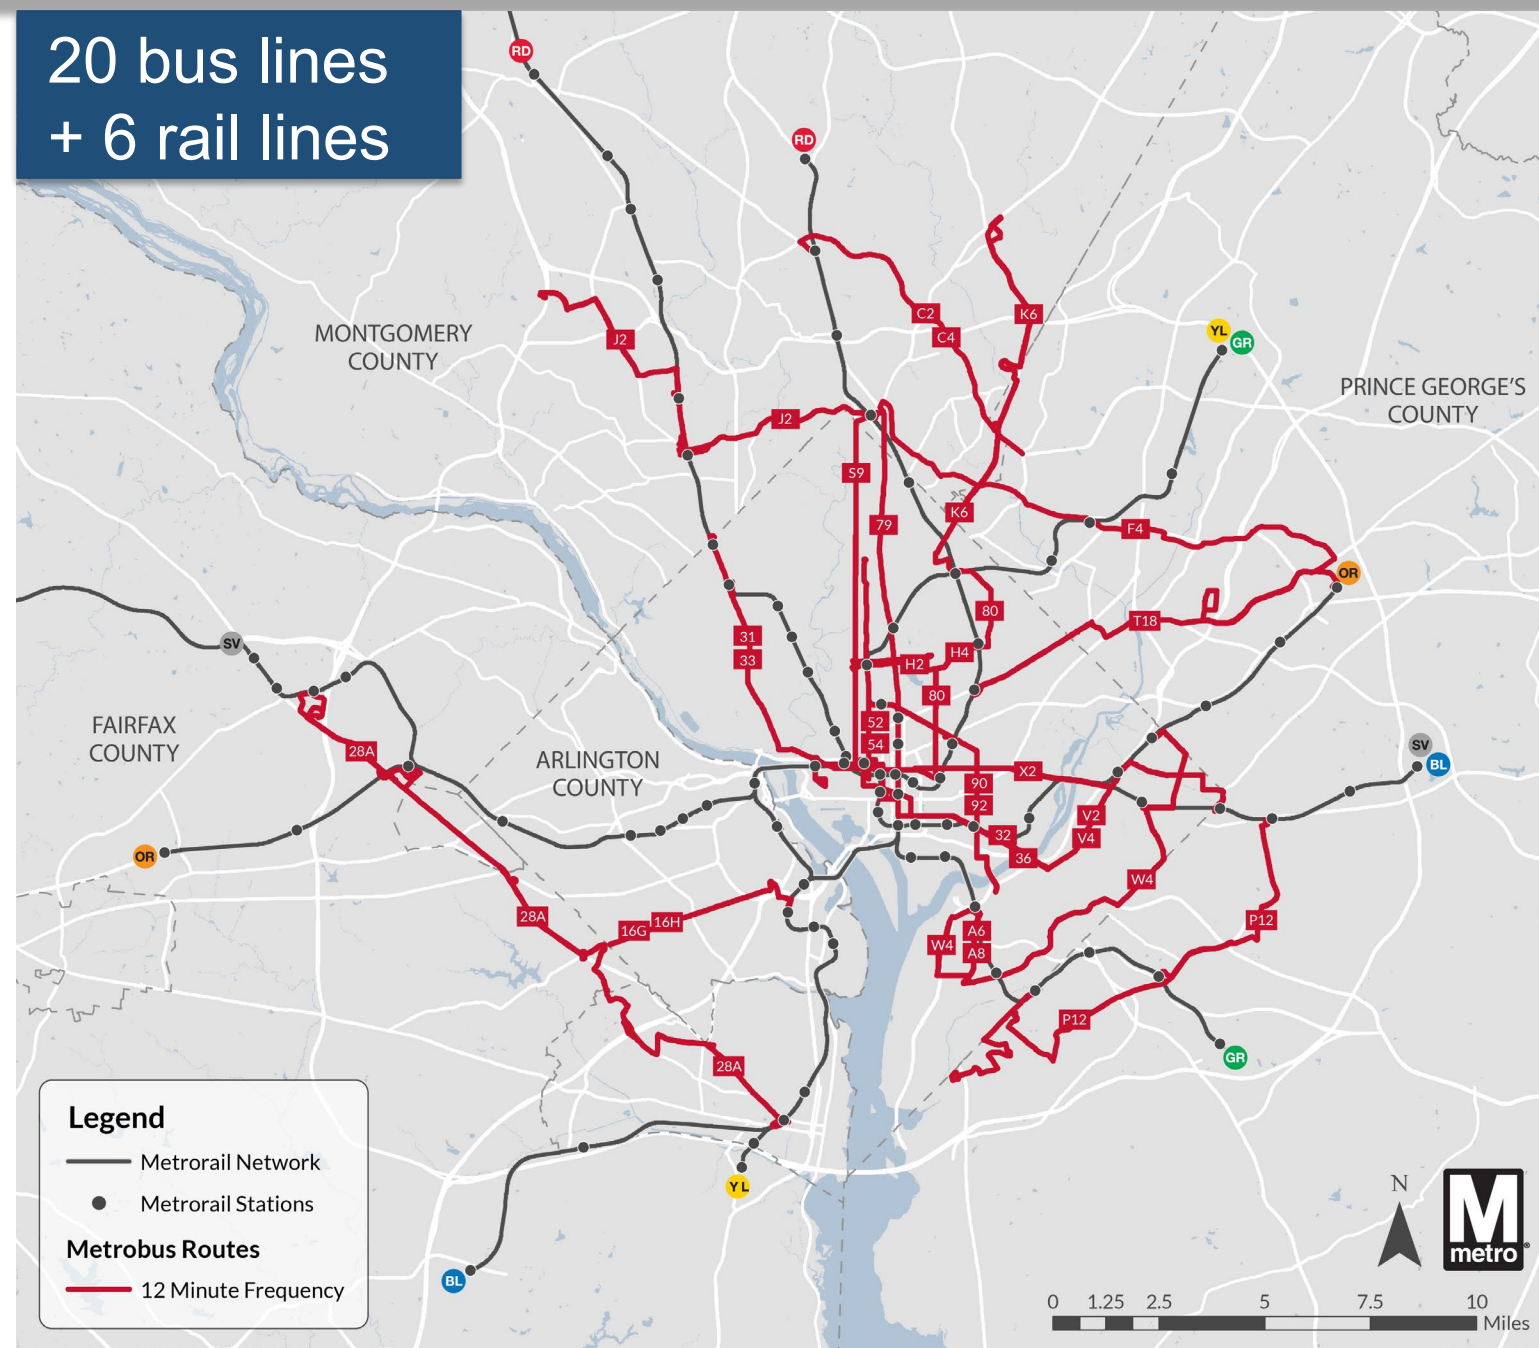 20 bus lines
+ 6 rail lines
RD
RD
C2
C4
K6
MONTGOMERY
COUNTY
J2
YL
GR
PRINCE GEORGE'S
COUNTY
J2
S9
79
K6
F4
OR
80
T18
31
33
SV
H2
H4
80
FAIRFAX
COUNTY
28A
ARLINGTON
COUNTY
52
54
SV
BL
X2
90
92
V2
V4
32
36
OR
W4
28A
16G
16H
W4
A6
A8
P12
P12
GR
28A
YL
BL
Legend
Metrorail Network
Metrorail Stations
Metrobus Routes
12 Minute Frequency
N
M
metro
0 1.25 2.5 5 7.5 10
Miles